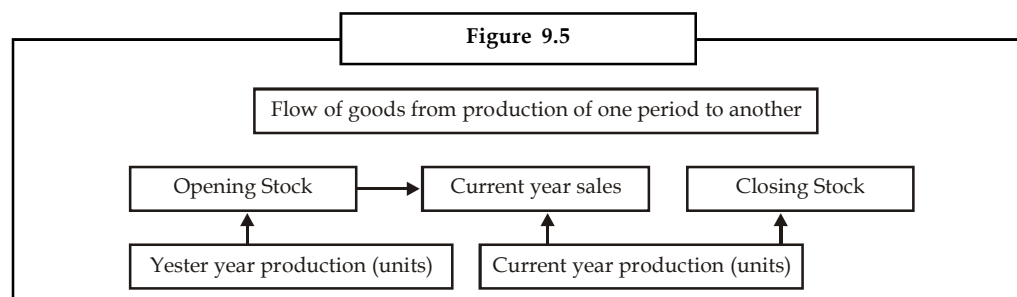 Figure 9.5
Flow of goods from production of one period to another
Opening Stock
Current year sales
Closing Stock
Yester year production (units)
Current year production (units)